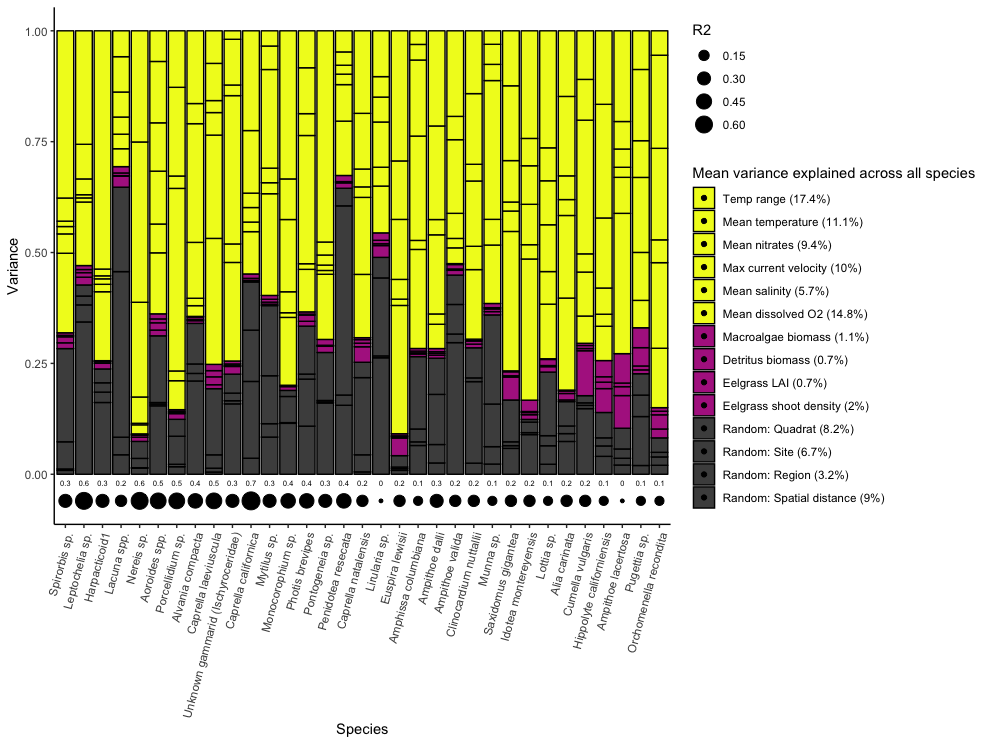 1.00
0.75
0.50
0.25
0.00
Variance
0.3 0.6 0.3 0.2 0.6 0.5 0.5 0.4 0.4 0.3 0.7 0.3 0.4 0.4 0.3 0.4 0.2 0 0.2 0.1 0.3 0.2 0.1 0.1 0.2 0.2 0.1 0.2 0.2 0.1 0 0.1 0.1
Spirorbis sp.
Leptochelia sp.
Harpacticoid1
Lacuna spp.
Nereis sp.
Aoroides spp.
Porcellidium sp.
Alvania compacta
Caprella laeviuscula
Unknown gammarid (Ischyroceridae)
Caprella californica
Mytilus sp.
Monocorophium sp.
Photis brevipes
Pontogeneia sp.
Penidotea resecata
Caprella natalensis
Lirularia sp.
Euspira lewisii
Amphissa columbiana
Ampithoe dalli
Ampithoe valida
Clinocardium nuttallii
Munna sp.
Saxidomus gigantea
Idotea montereyensis
Lottia sp.
Alia carinata
Cumella vulgaris
Hippolyte californiensis
Ampithoe lacertosa
Pugettia sp.
Orchomenella recondita
Species
R2
0.15
0.30
0.45
0.60
Mean variance explained across all species
Temp range (17.4%)
Mean temperature (11.1%)
Mean nitrates (9.4%)
Max current velocity (10%)
Mean salinity (5.7%)
Mean dissolved O2 (14.8%)
Macroalgae biomass (1.1%)
Detritus biomass (0.7%)
Eelgrass LAI (0.7%)
Eelgrass shoot density (2%)
Random: Quadrat (8.2%)
Random: Site (6.7%)
Random: Region (3.2%)
Random: Spatial distance (9%)